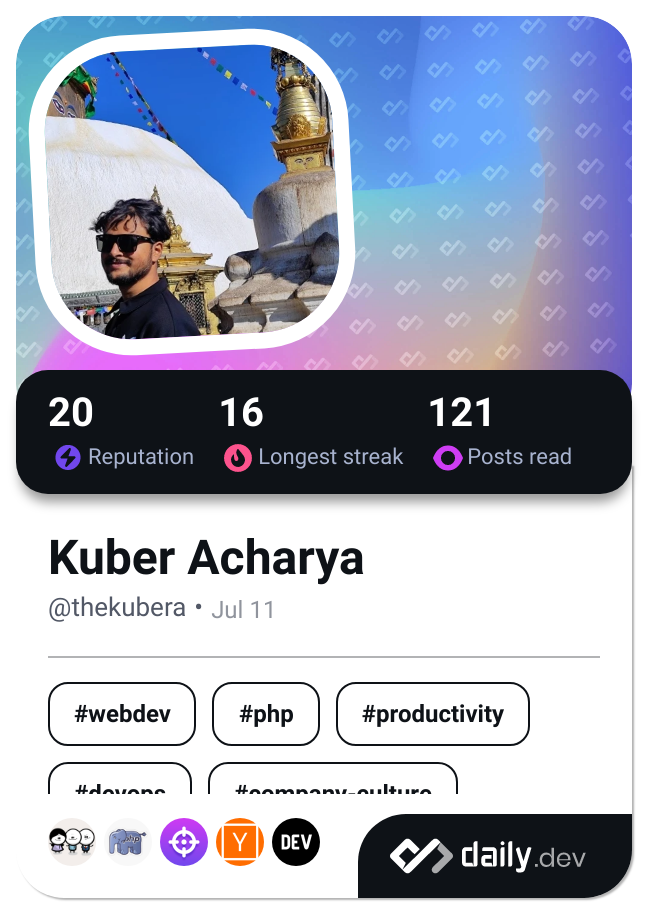 20 16 121
Reputation Longest streak Posts read
Kuber Acharya
@thekubera • Jul 11
#webdev #php #productivity
#devops #company-culture
php Y DEV
daily.dev